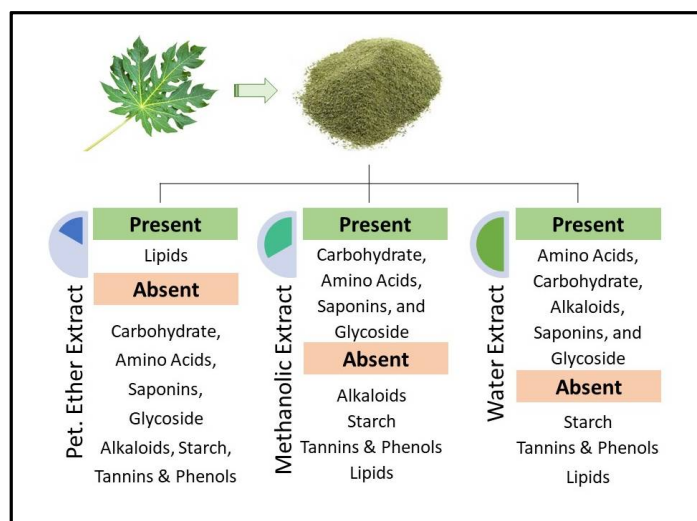 Pet. Ether Extract
Present
Lipids
Absent
Carbohydrate,
Amino Acids,
Saponins,
Glycoside
Alkaloids, Starch,
Tannins & Phenols
Methanolic Extract
Present
Carbohydrate,
Amino Acids,
Saponins, and
Glycoside
Absent
Alkaloids
Starch
Tannins & Phenols
Lipids
Water Extract
Present
Amino Acids,
Carbohydrate,
Alkaloids,
Saponins, and
Glycoside
Absent
Starch
Tannins & Phenols
Lipids